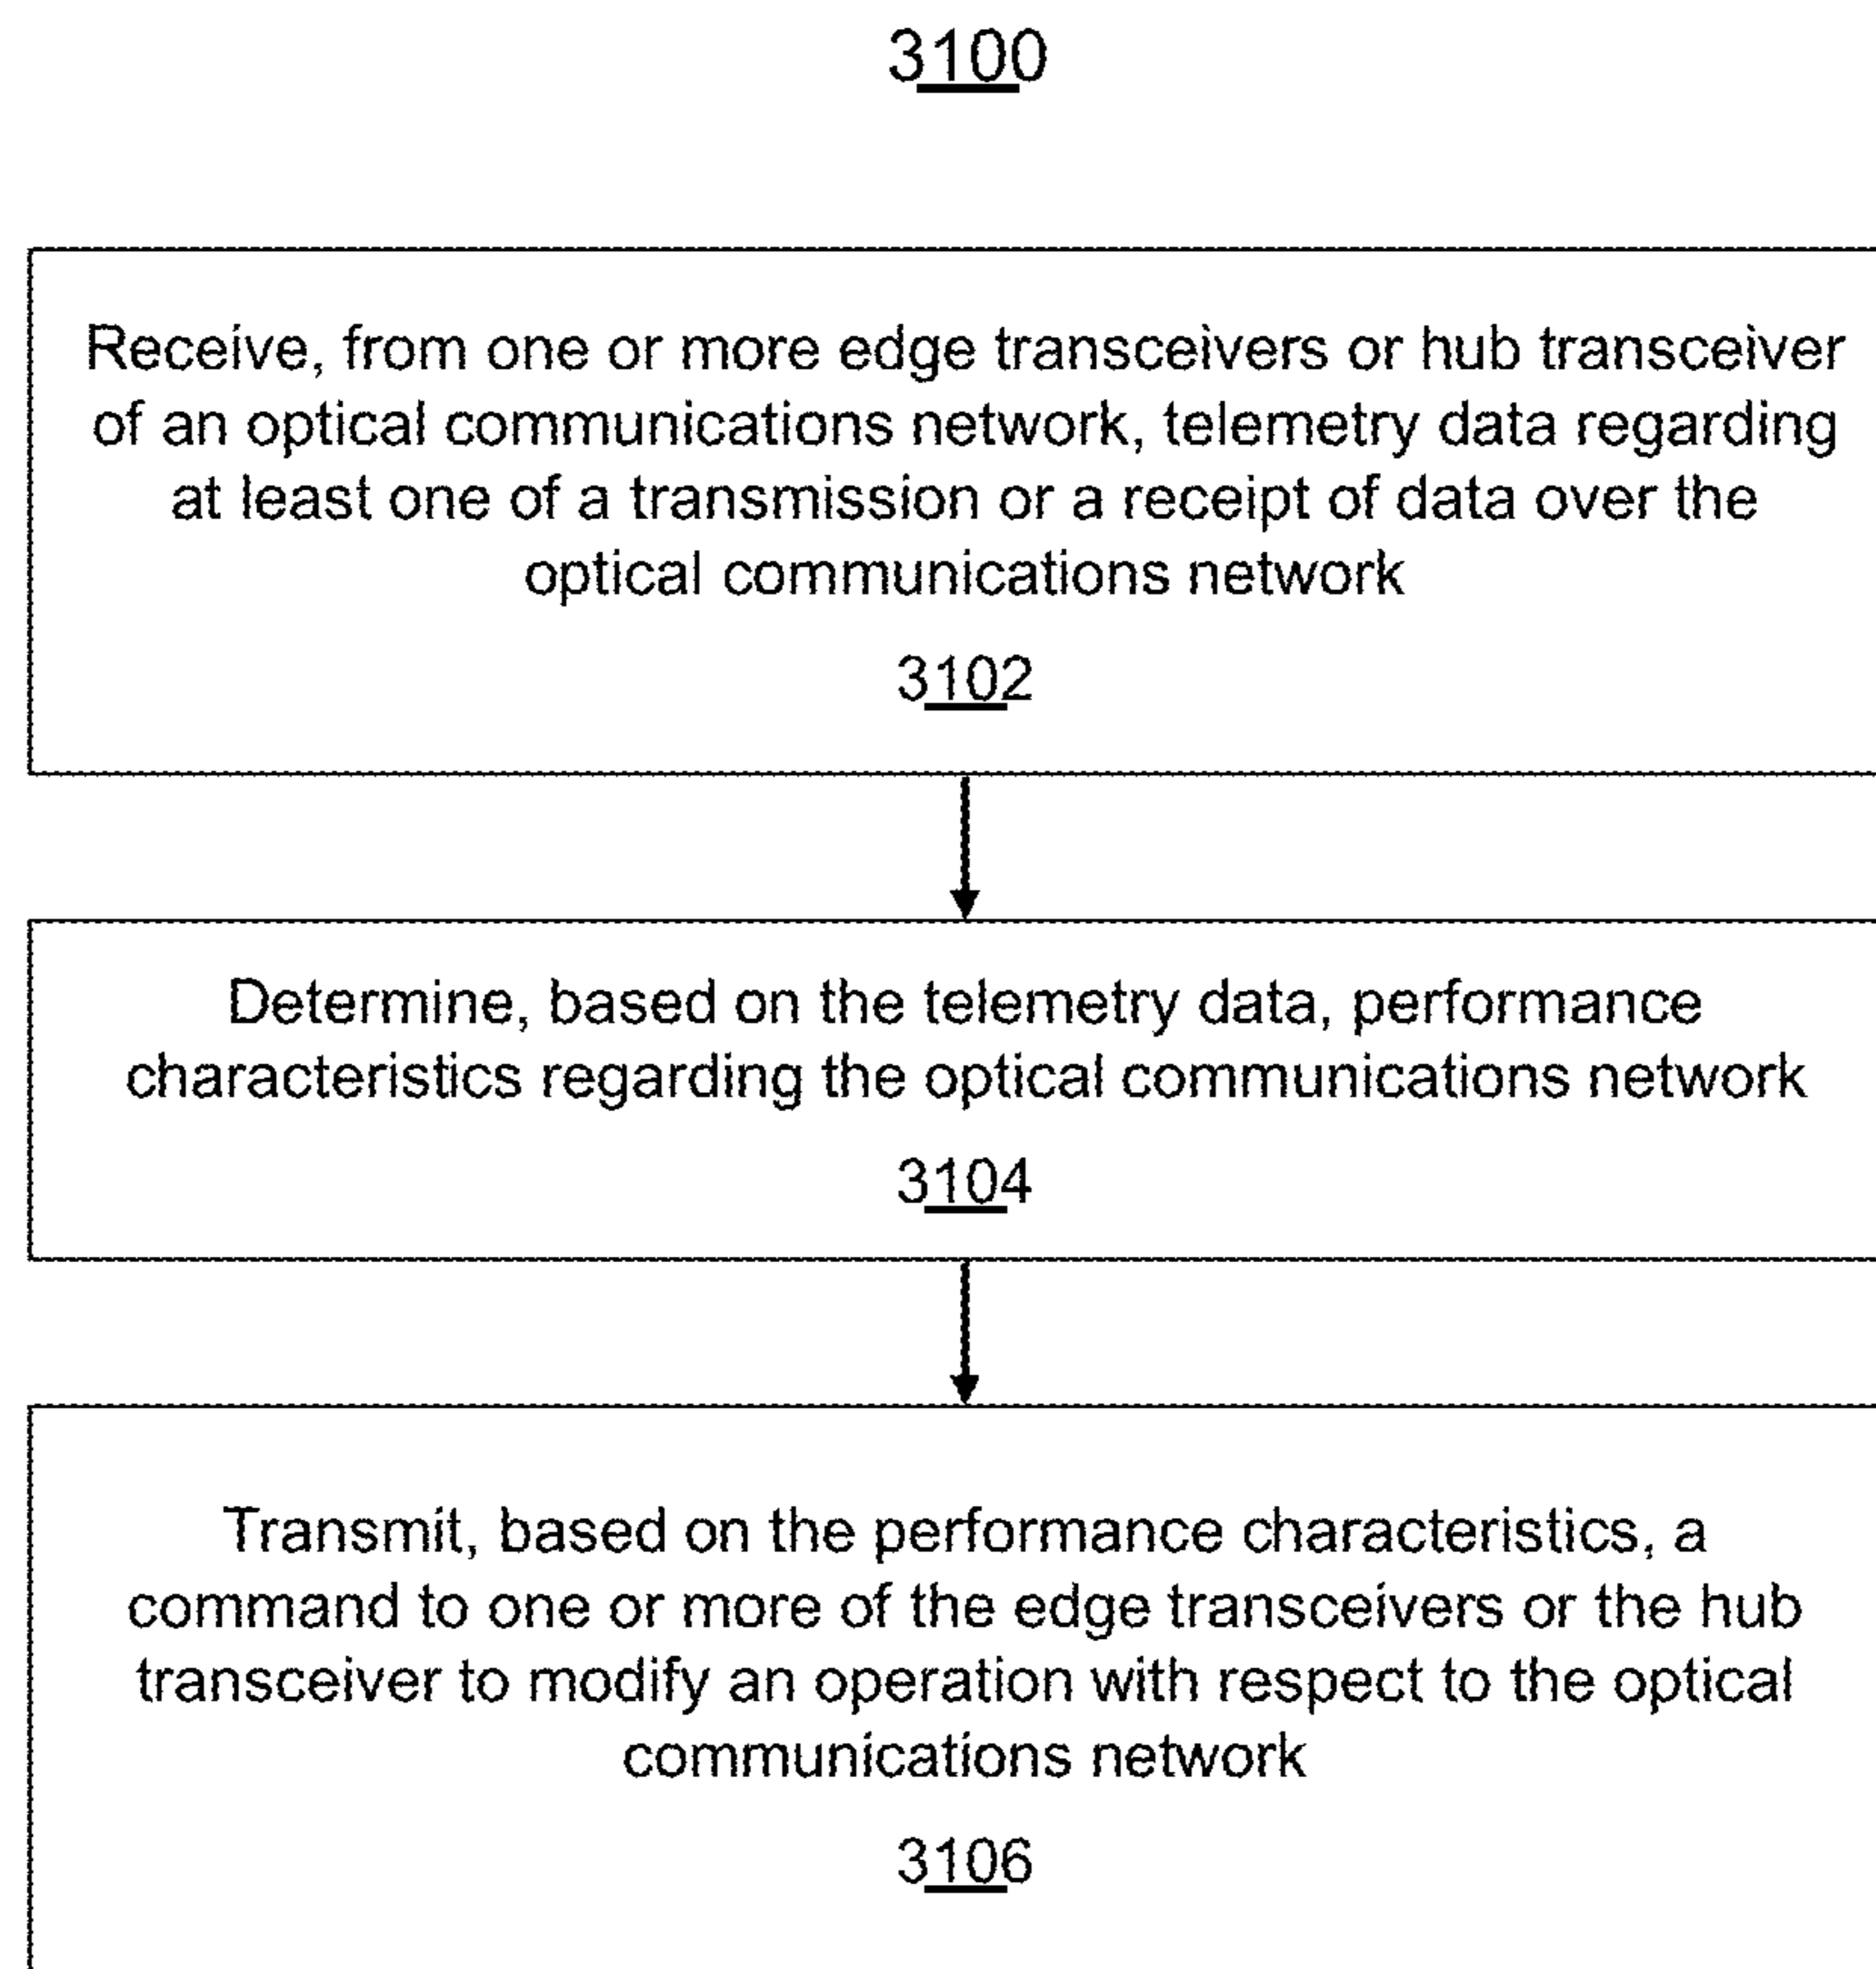 3100
Receive, from one or more edge transceivers or hub transceiver
of an optical communications network, telemetry data regarding
at least one of a transmission or a receipt of data over the
optical communications network
3102
Determine, based on the telemetry data, performance
characteristics regarding the optical communications network
3104
Transmit, based on the performance characteristics, a
command to one or more of the edge transceivers or the hub
transceiver to modify an operation with respect to the optical
communications network
3106